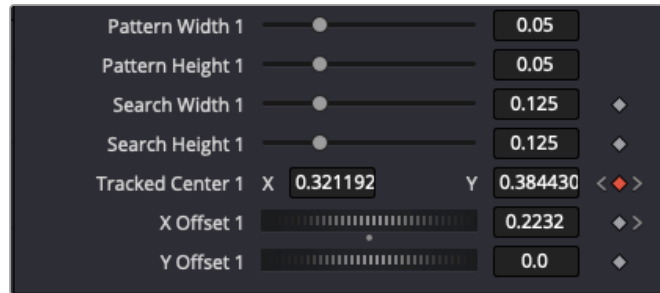 Pattern Width 1 0.05
Pattern Height 1 0.05
Search Width 1 0.125
Search Height 1 0.125
Tracked Center 1 X 0.321192 Y 0.384430
X Offset 1 0.2232
Y Offset 1 0.0